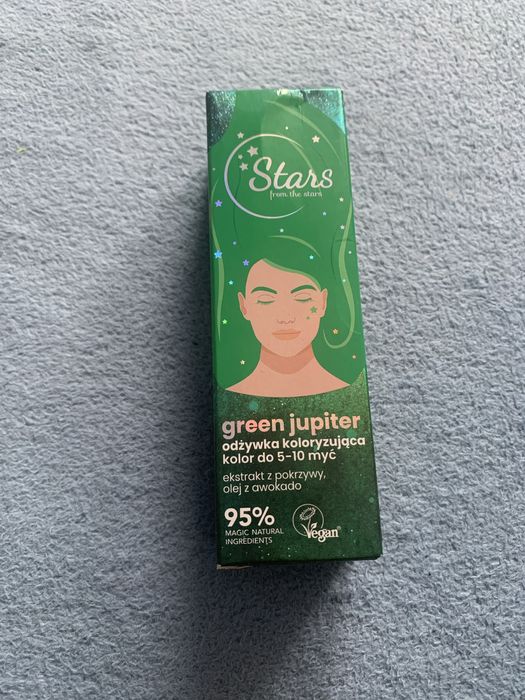 Stars
from the stars
green jupiter
odżywka koloryzująca
kolor do 5-10 myć
ekstrakt z pokrzywy,
olej z awokado
95%
MAGIC NATURAL
INGREDIENTS
Vegan